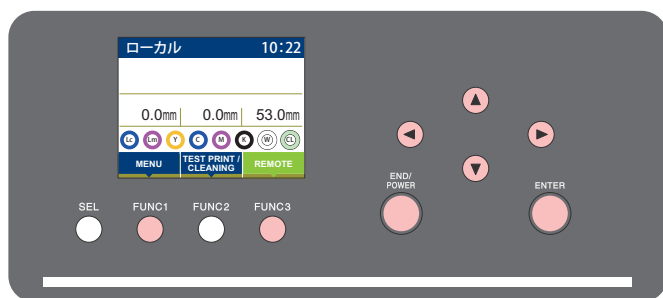 ローカル 10:22
0.0mm 0.0mm 53.0mm
Lc Lm Y C M K W CL
MENU TEST PRINT / CLEANING REMOTE
SEL FUNC1 FUNC2 FUNC3
END/
POWER
ENTER